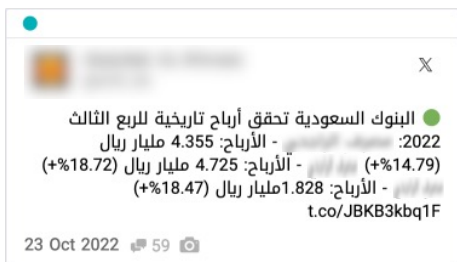 البنوك السعودية تحقق أرباح تاريخية للربع الثالث
2022: - الأرباح: 4.355 مليار ريال
(+14.79%) - الأرباح: 4.725 مليار ريال (+18.72%)
- الأرباح: 1.828مليار ريال (+18.47%)
t.co/JBKB3kbq1F
23 Oct 2022 59